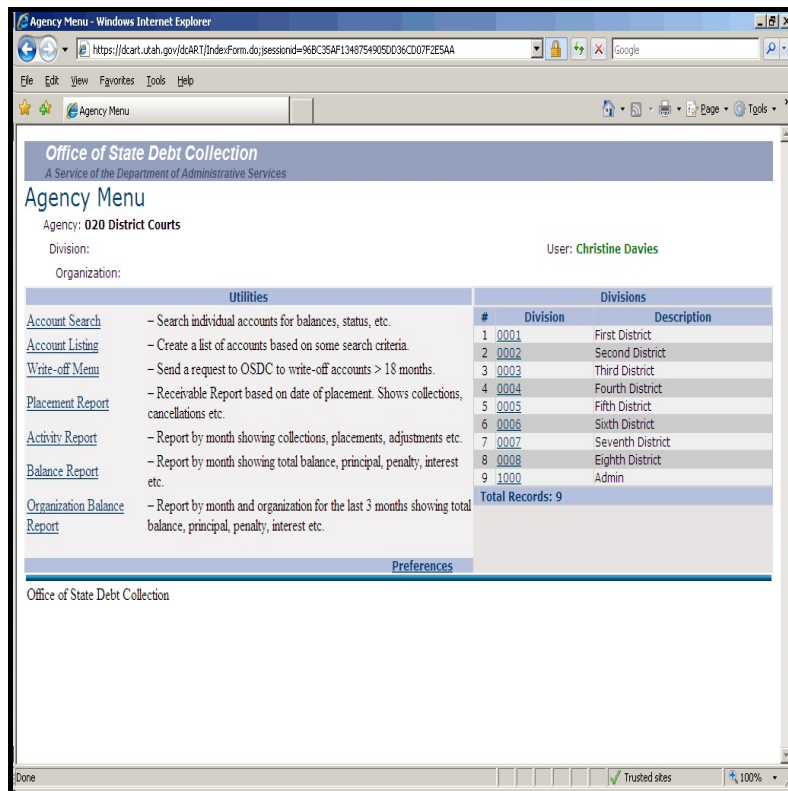 Agency Menu - Windows Internet Explorer
https://dcart.utah.gov/dcART/IndexForm.do;jsessionid=96BC35AF1348754905DD36CD07F2E5AA
Google
File Edit View Favorites Tools Help
Agency Menu
Page Tools
Office of State Debt Collection
A Service of the Department of Administrative Services
Agency Menu
Agency: 020 District Courts
Division: User: Christine Davies
Organization:
Utilities
Account Search – Search individual accounts for balances, status, etc.
Account Listing – Create a list of accounts based on some search criteria.
Write-off Menu – Send a request to OSDC to write-off accounts > 18 months.
Placement Report – Receivable Report based on date of placement. Shows collections,
cancellations etc.
Activity Report – Report by month showing collections, placements, adjustments etc.
Balance Report – Report by month showing total balance, principal, penalty, interest
etc.
Organization Balance – Report by month and organization for the last 3 months showing total
Report balance, principal, penalty, interest etc.
Preferences
Divisions
# Division Description
1 0001 First District
2 0002 Second District
3 0003 Third District
4 0004 Fourth District
5 0005 Fifth District
6 0006 Sixth District
7 0007 Seventh District
8 0008 Eighth District
9 1000 Admin
Total Records: 9
Office of State Debt Collection
Done Trusted sites 100%